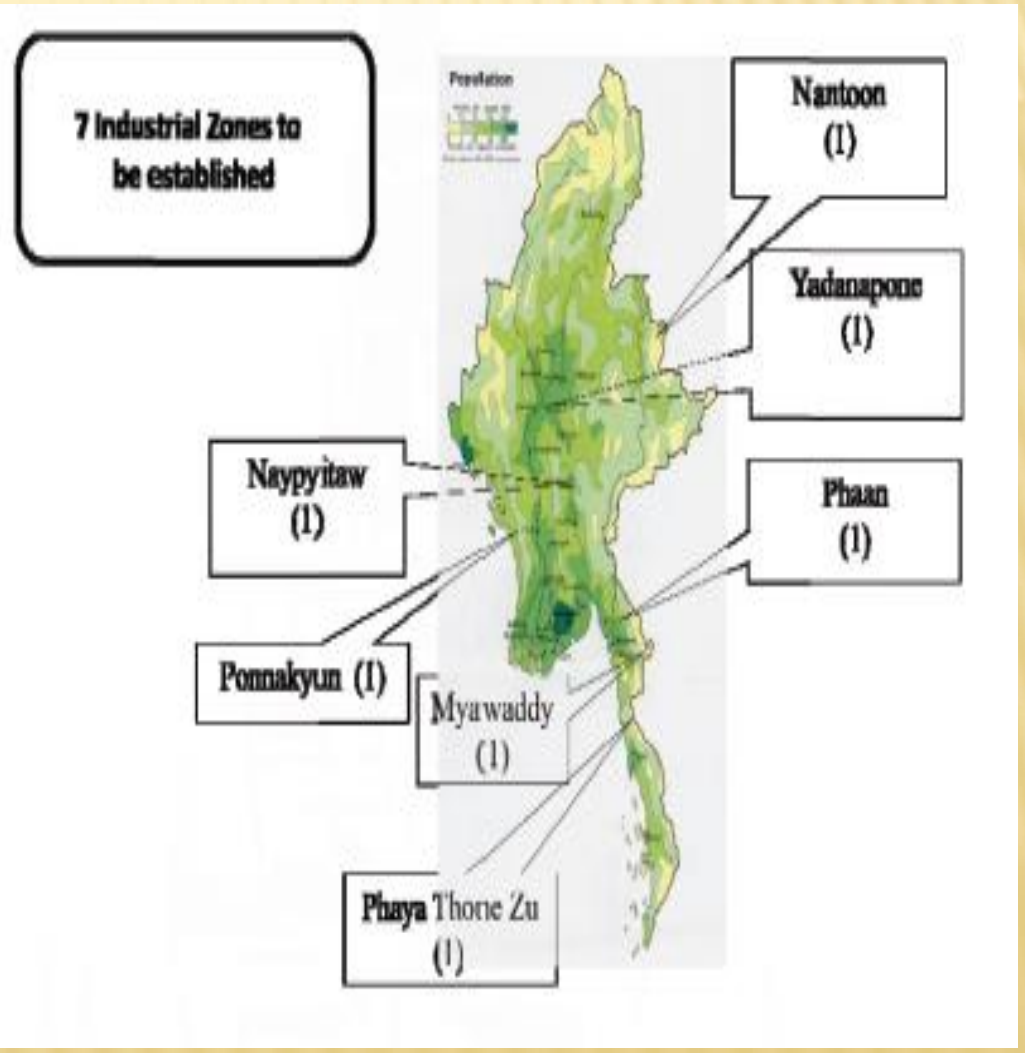 7 Industrial Zones to
be established
Population
Nantoon
(1)
Yadanapone
(1)
Naypyitaw
(1)
Phaan
(1)
Ponnakyun (1)
Myawaddy
(1)
Phaya Thone Zu
(1)